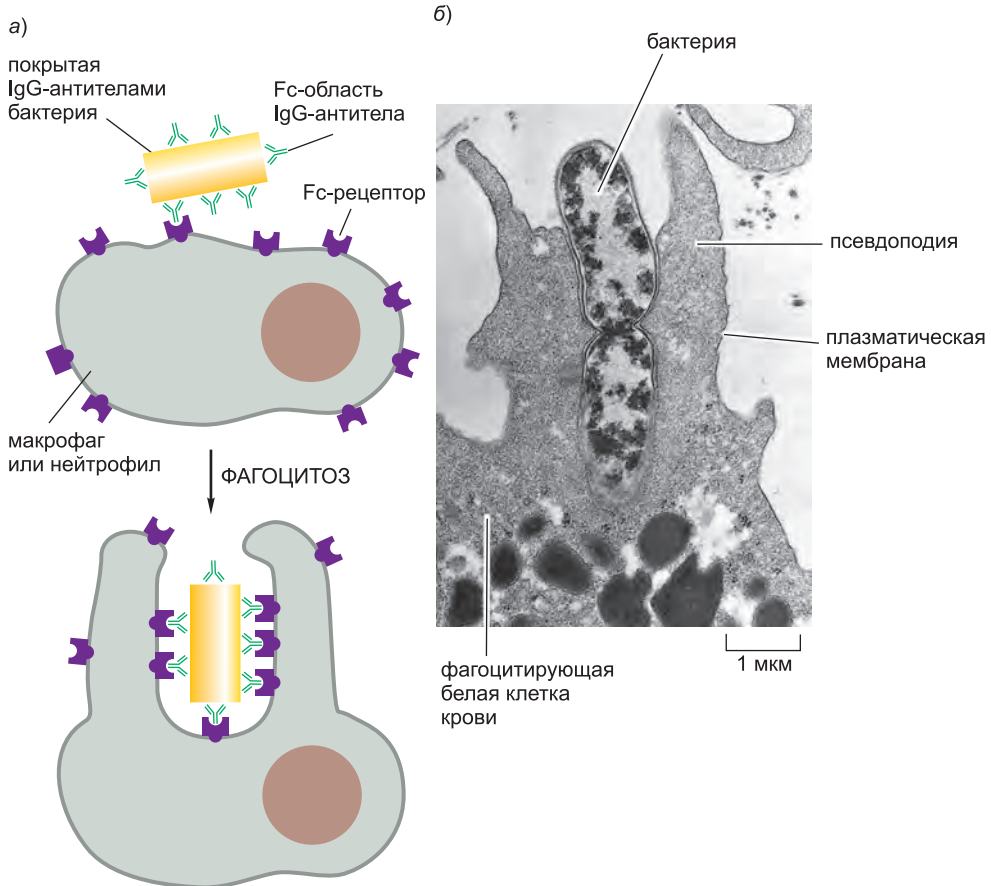 а)
покрытая
IgG-антителами
бактерия
Fc-область
IgG-антитела
Fc-рецептор
макрофаг
или нейтрофил
ФАГОЦИТОЗ
б)
бактерия
псевдоподия
плазматическая
мембрана
фагоцитирующая
белая клетка
крови
1 мкм